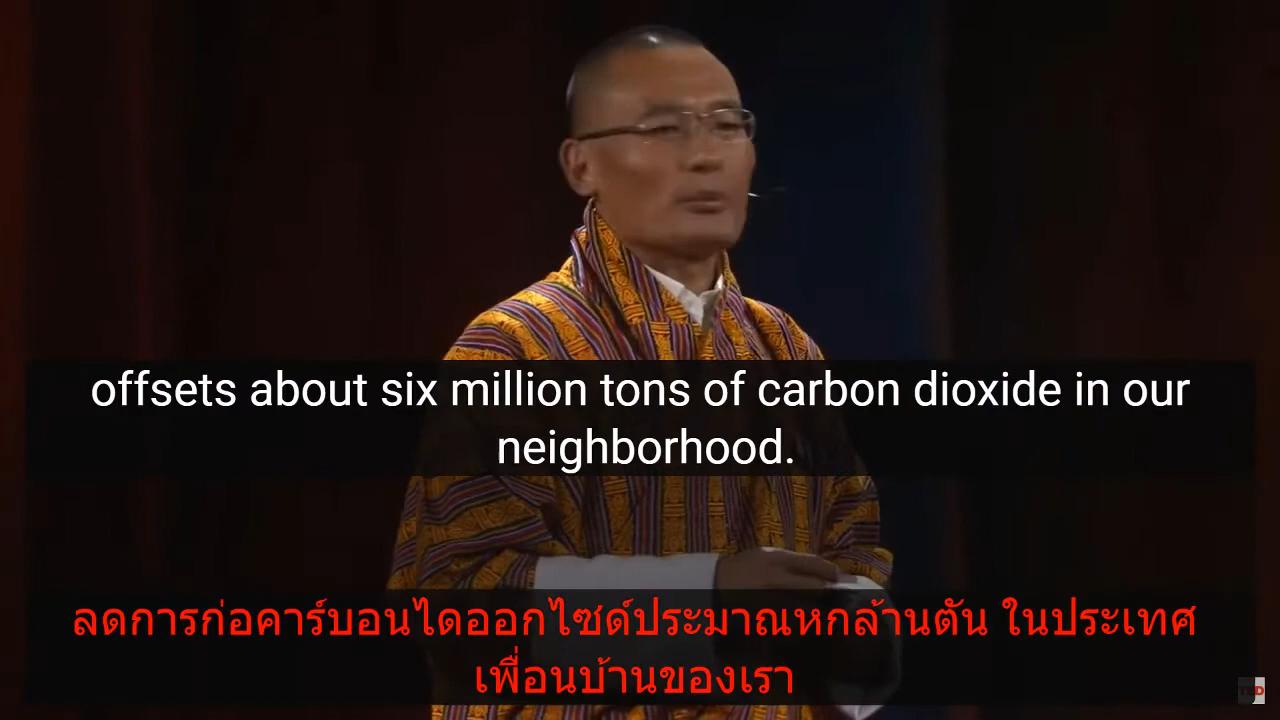 offsets about six million tons of carbon dioxide in our
neighborhood.
ลดการก่อคาร์บอนไดออกไซด์ประมาณหกล้านตัน ในประเทศ
เพื่อนบ้านของเรา
TED